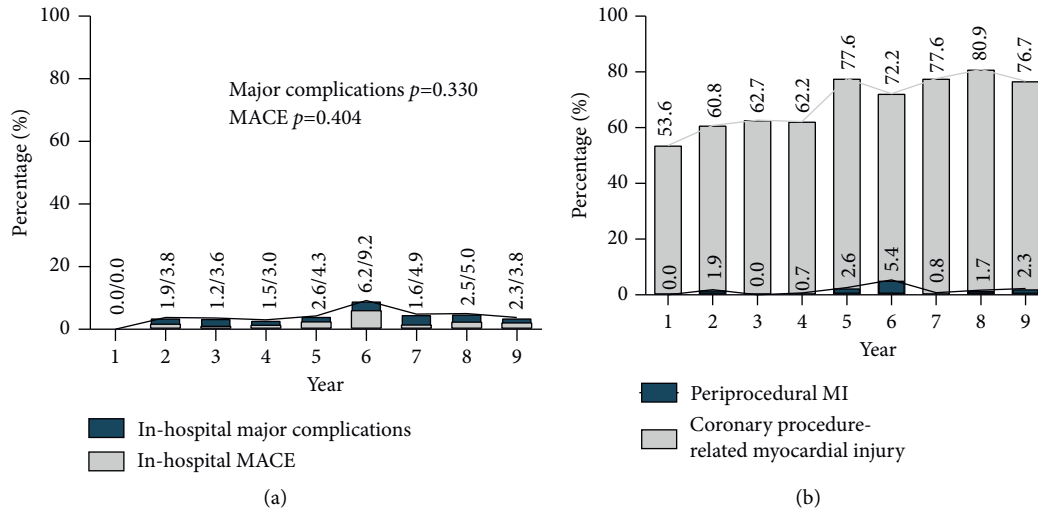 100
80
60
40
20
0
Percentage (%)
Major complications p=0.330
MACE p=0.404
0.0/0.0
1.9/3.8
1.2/3.6
1.5/3.0
2.6/4.3
6.2/9.2
1.6/4.9
2.5/5.0
2.3/3.8
1 2 3 4 5 6 7 8 9
Year
In-hospital major complications
In-hospital MACE
(a)
100
80
60
40
20
0
Percentage (%)
53.6
60.8
62.7
62.2
77.6
72.2
77.6
80.9
76.7
0.0
1.9
0.0
0.7
2.6
5.4
0.8
1.7
2.3
1 2 3 4 5 6 7 8 9
Year
Periprocedural MI
Coronary procedure-
related myocardial injury
(b)